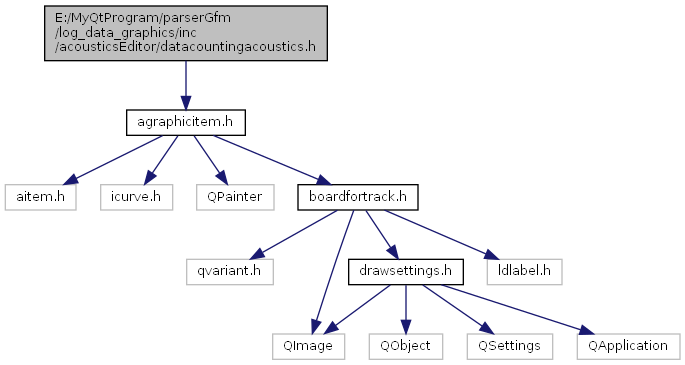 E:/MyQtProgram/parserGfm
/log_data_graphics/inc
/acousticsEditor/datacountingacoustics.h
agraphicitem.h
aitem.h
icurve.h
QPainter
boardfortrack.h
qvariant.h
drawsettings.h
ldlabel.h
QImage
QObject
QSettings
QApplication